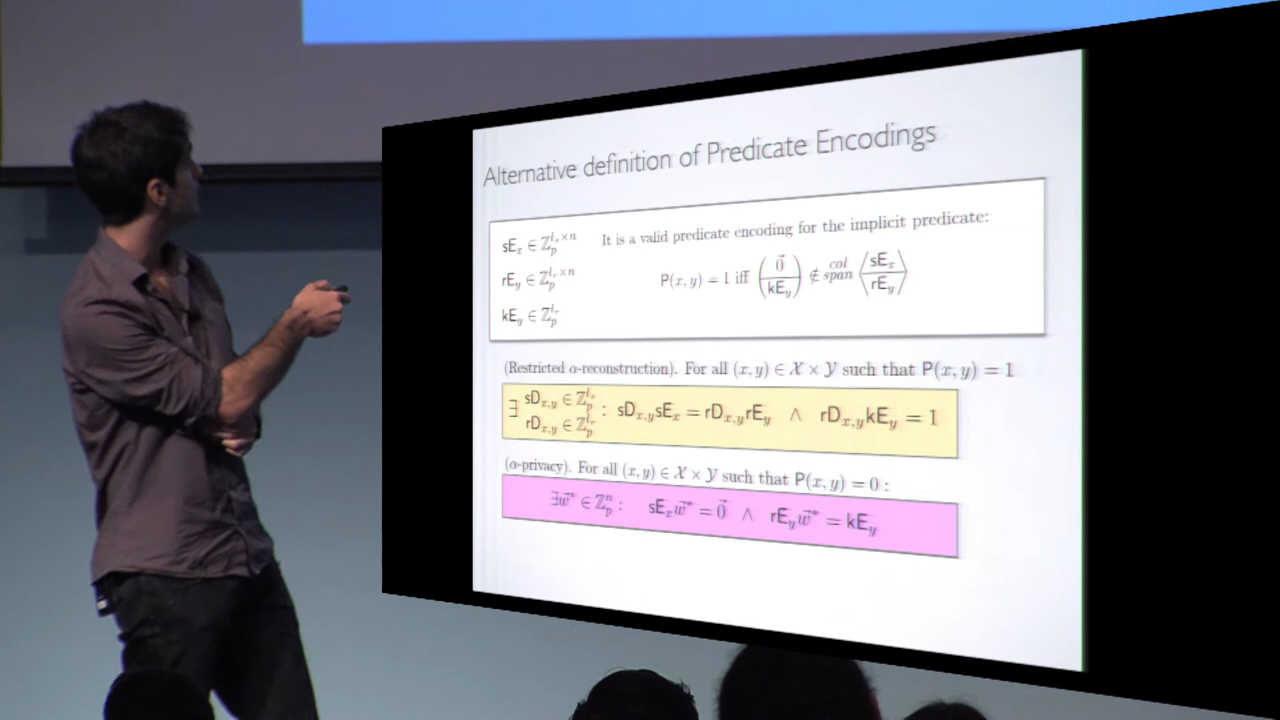 Alternative definition of Predicate Encodings
sE_x ∈ Z_p^{l_s×n} It is a valid predicate encoding for the implicit predicate:
rE_y ∈ Z_p^{l_r×n} P(x, y) = 1 iff (0⃗ / kE_y) ∉ col span ⟨sE_x / rE_y⟩
kE_y ∈ Z_p^{l_r}
(Restricted α-reconstruction). For all (x, y) ∈ X × Y such that P(x, y) = 1
∃ sD_{x,y} ∈ Z_p^{l_s} rD_{x,y} ∈ Z_p^{l_r} : sD_{x,y}sE_x = rD_{x,y}rE_y ∧ rD_{x,y}kE_y = 1
(α-privacy). For all (x, y) ∈ X × Y such that P(x, y) = 0 :
∃w⃗* ∈ Z_p^n : sE_x w⃗* = 0⃗ ∧ rE_y w⃗* = kE_y